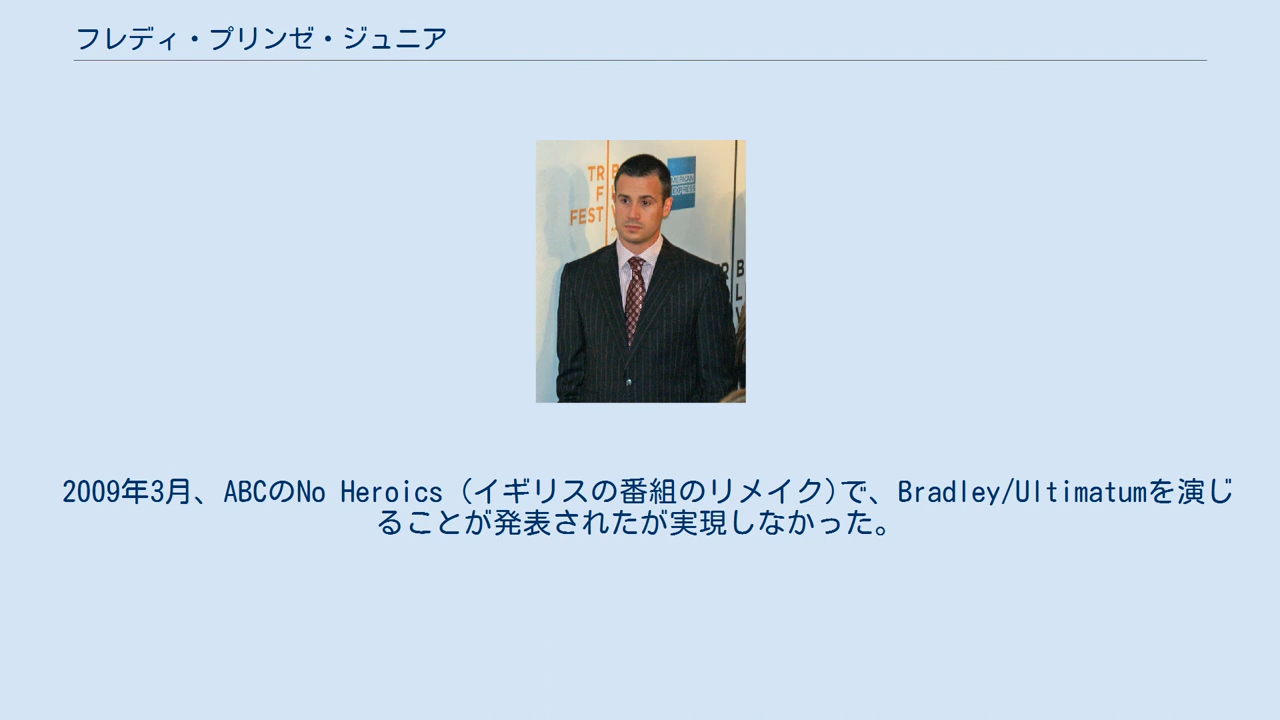 フレディ・プリンゼ・ジュニア
TR B
F
FEST
EXPRESS
R B
L
Y
2009年3月、ABCのNo Heroics (イギリスの番組のリメイク)で、Bradley/Ultimatumを演じ
ることが発表されたが実現しなかった。